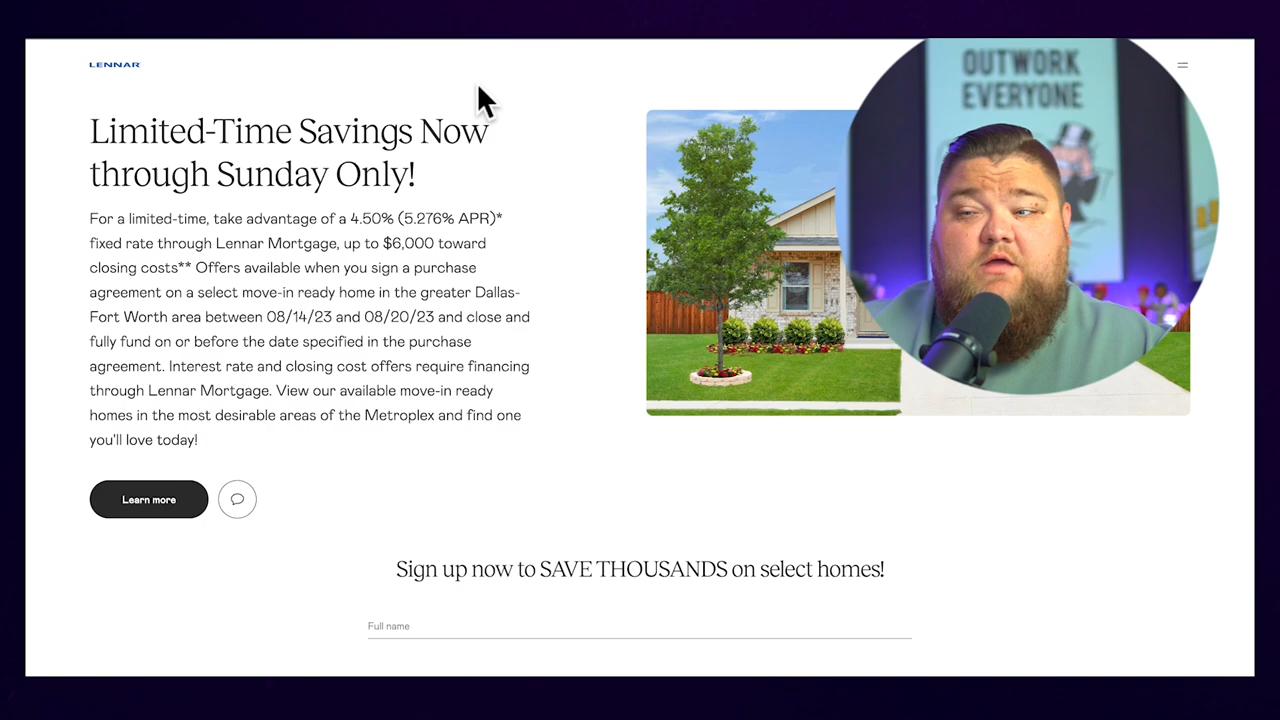 LENNAR
OUTWORK
EVERYONE
Limited-Time Savings Now
through Sunday Only!
For a limited-time, take advantage of a 4.50% (5.276% APR)*
fixed rate through Lennar Mortgage, up to $6,000 toward
closing costs** Offers available when you sign a purchase
agreement on a select move-in ready home in the greater Dallas-
Fort Worth area between 08/14/23 and 08/20/23 and close and
fully fund on or before the date specified in the purchase
agreement. Interest rate and closing cost offers require financing
through Lennar Mortgage. View our available move-in ready
homes in the most desirable areas of the Metroplex and find one
you'll love today!
Learn more
Sign up now to SAVE THOUSANDS on select homes!
Full name